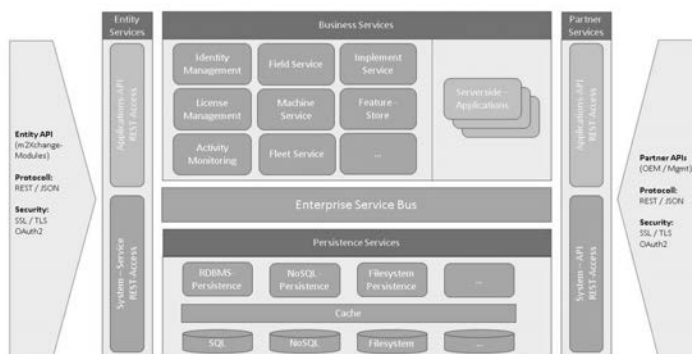 Entity
Services
Business Services
Partner
Services
Identity
Management
Field Service
Implement
Service
License
Management
Machine
Service
Feature -
Store
Activity
Monitoring
Fleet Service
...
Serverside -
Applications
Applications-API
REST-Access
System – Service
REST-Access
Entity API
(m2Xchange-
Modules)
Protocoll:
REST / JSON
Security:
SSL / TLS
OAuth2
Enterprise Service Bus
Persistence Services
RDBMS-
Persistence
NoSQL-
Persistence
Filesystem
Persistence
...
Cache
SQL
NoSQL
Filesystem
...
Applications-API
REST-Access
System – API
REST-Access
Partner APIs
(OEM / Mgmt)
Protocoll:
REST / JSON
Security:
SSL / TLS
OAuth2